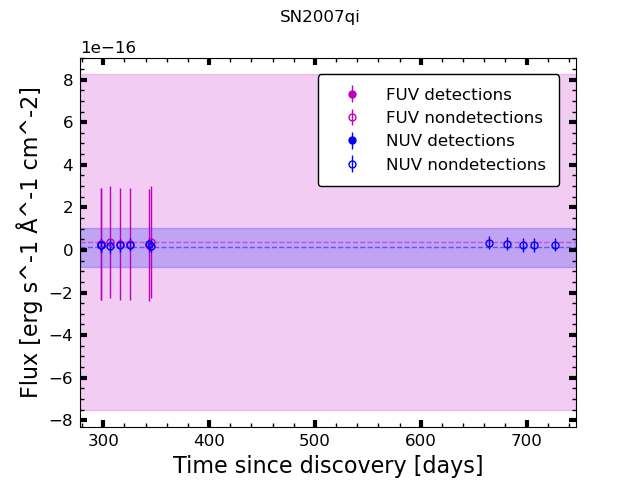 SN2007qi
1e−16
FUV detections
FUV nondetections
NUV detections
NUV nondetections
8
6
4
2
0
−2
−4
−6
−8
Flux [erg s^-1 Å^-1 cm^-2]
300 400 500 600 700
Time since discovery [days]